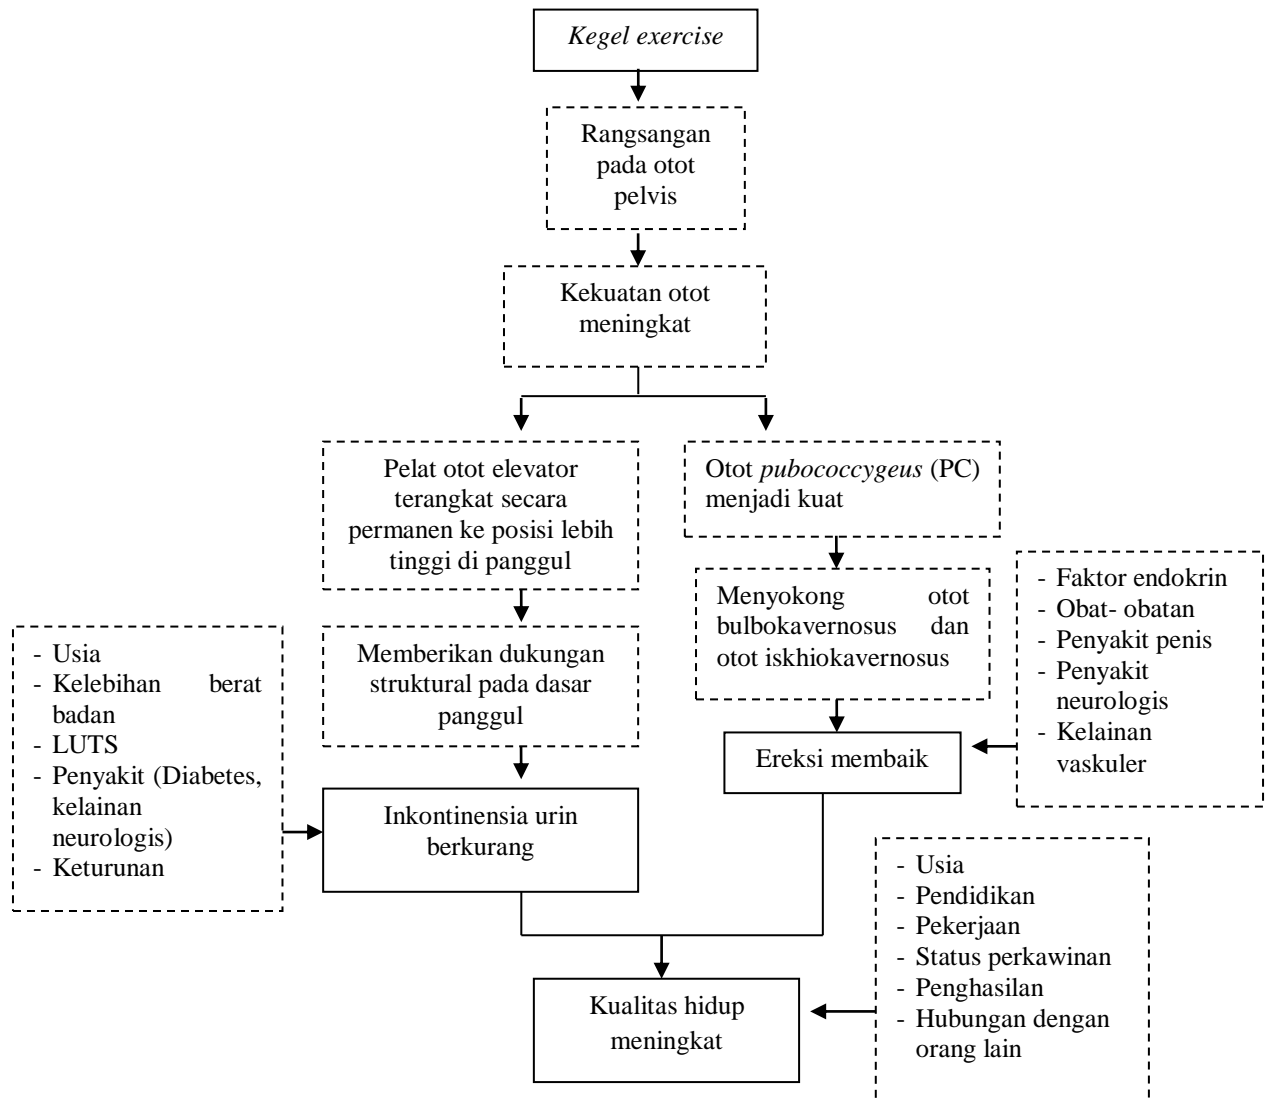 Kegel exercise
Rangsangan
pada otot
pelvis
Kekuatan otot
meningkat
Pelat otot elevator
terangkat secara
permanen ke posisi lebih
tinggi di panggul
Otot pubococcygeus (PC)
menjadi kuat
Memberikan dukungan
struktural pada dasar
panggul
Menyokong otot
bulbokavernosus dan
otot iskhiokavernosus
- Faktor endokrin
- Obat- obatan
- Penyakit penis
- Penyakit
neurologis
- Kelainan
vaskuler
- Usia
- Kelebihan berat
badan
- LUTS
- Penyakit (Diabetes,
kelainan
neurologis)
- Keturunan
Inkontinensia urin
berkurang
Ereksi membaik
- Usia
- Pendidikan
- Pekerjaan
- Status perkawinan
- Penghasilan
- Hubungan dengan
orang lain
Kualitas hidup
meningkat